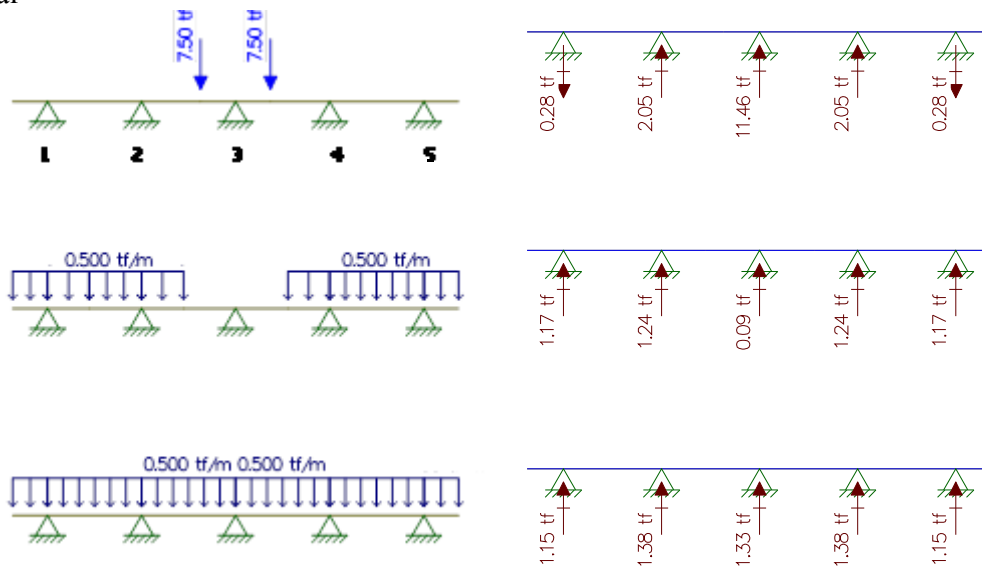 7.50 tf 7.50 tf
1 2 3 4 5
0.28 tf 2.05 tf 11.46 tf 2.05 tf 0.28 tf
0.500 tf/m 0.500 tf/m
1.17 tf 1.24 tf 0.09 tf 1.24 tf 1.17 tf
0.500 tf/m 0.500 tf/m
1.15 tf 1.38 tf 1.33 tf 1.38 tf 1.15 tf